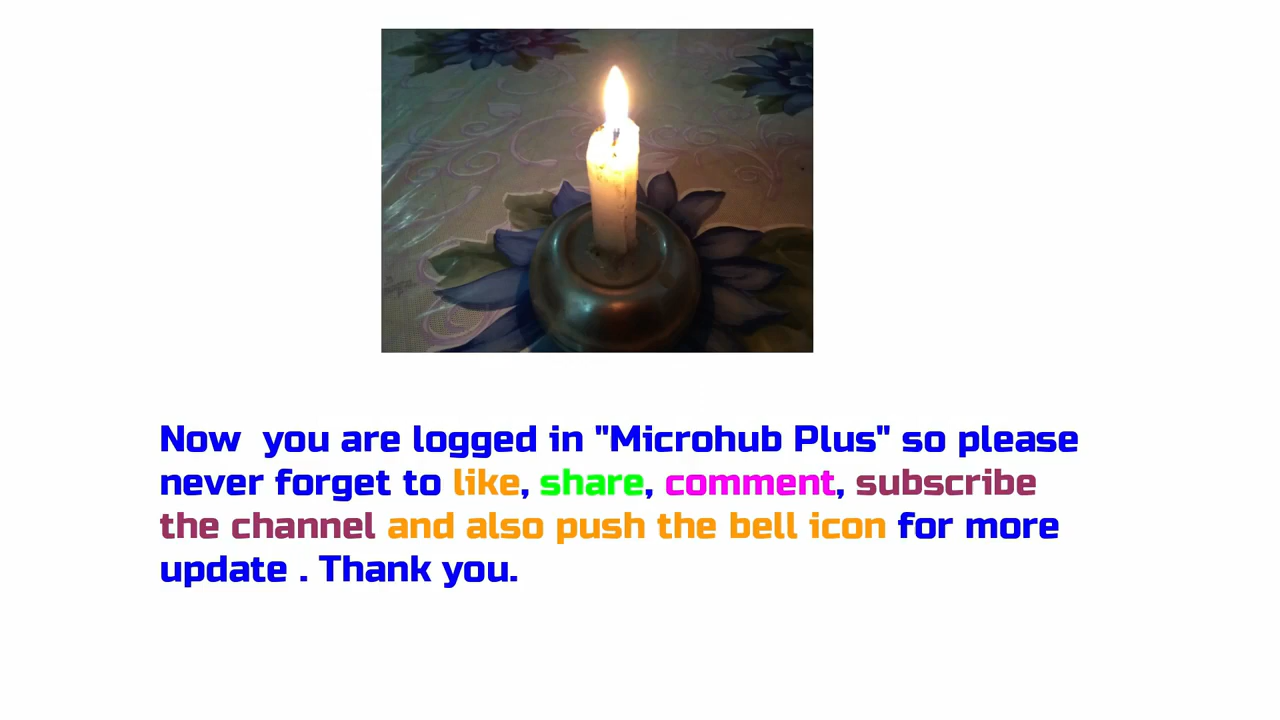 Now  you are logged in "Microhub Plus" so please
never forget to like, share, comment, subscribe
the channel and also push the bell icon for more
update . Thank you.